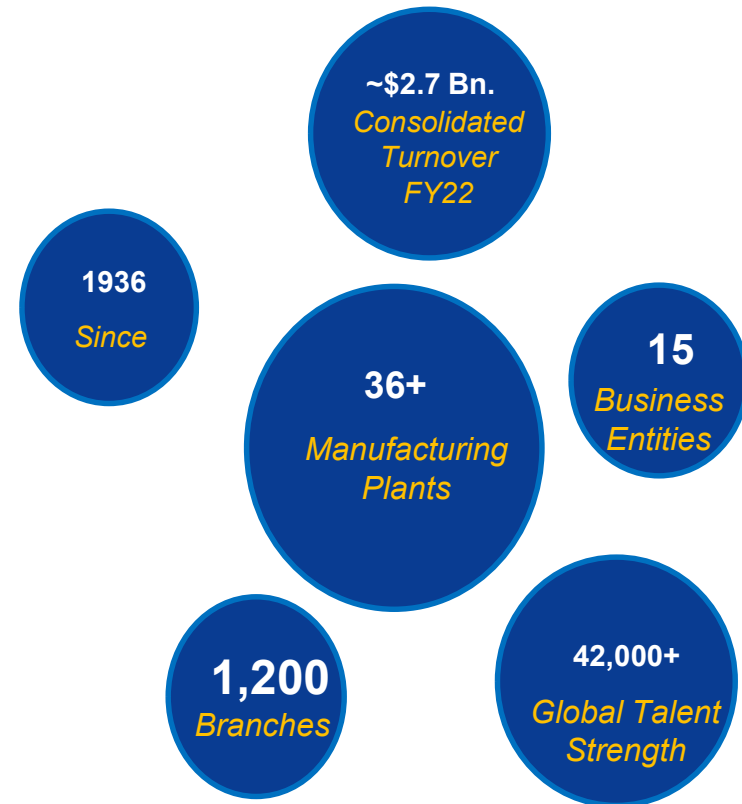 ~$2.7 Bn.
Consolidated
Turnover
FY22
1936
Since
15
Business
Entities
36+
Manufacturing
Plants
1,200
Branches
42,000+
Global Talent
Strength